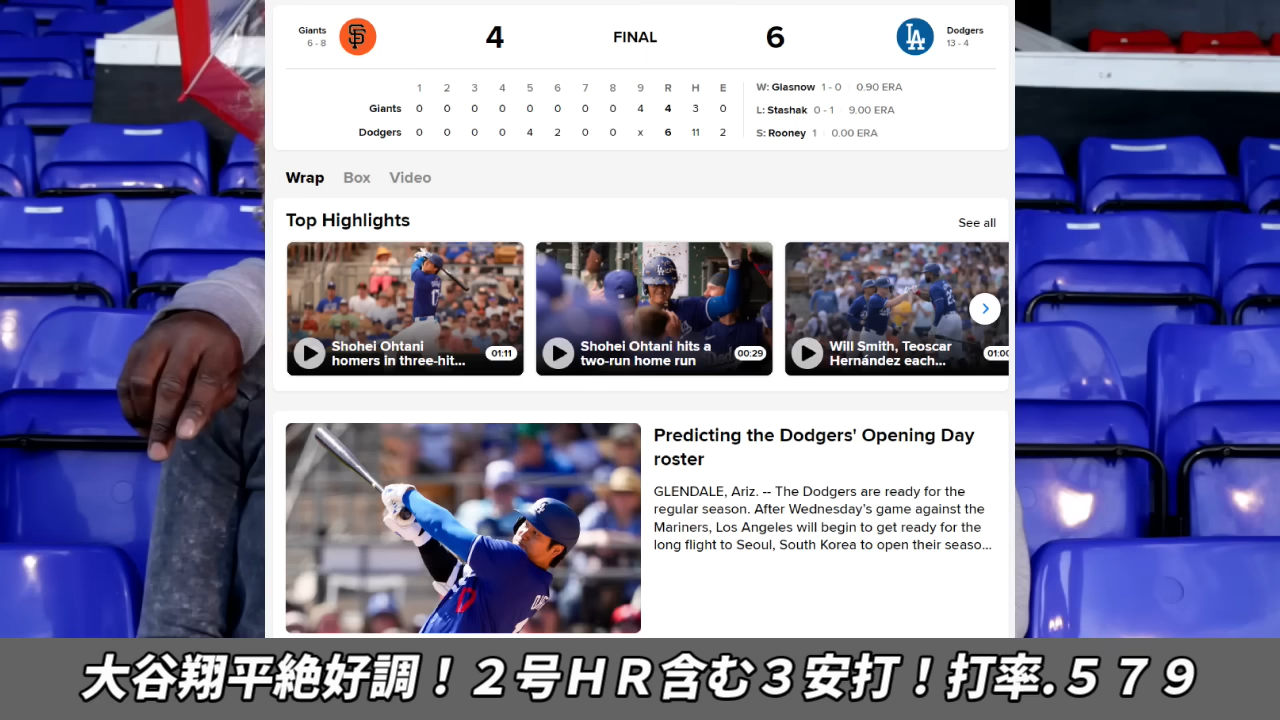 Giants
6 - 8
SF
4
FINAL
6
LA
Dodgers
13 - 4
1 2 3 4 5 6 7 8 9 R H E
Giants 0 0 0 0 0 0 0 0 4 4 3 0
Dodgers 0 0 0 0 4 2 0 0 x 6 11 2
W: Glasnow 1 - 0 0.90 ERA
L: Stashak 0 - 1 9.00 ERA
S: Rooney 1 0.00 ERA
Wrap Box Video
Top Highlights
See all
Shohei Ohtani
homers in three-hit...
01:11
Shohei Ohtani hits a
two-run home run
00:29
Will Smith, Teoscar
Hernández each...
01:00
Predicting the Dodgers' Opening Day
roster
GLENDALE, Ariz. -- The Dodgers are ready for the
regular season. After Wednesday's game against the
Mariners, Los Angeles will begin to get ready for the
long flight to Seoul, South Korea to open their seaso...
17
大谷翔平絶好調！２号ＨＲ含む３安打！打率.５７９